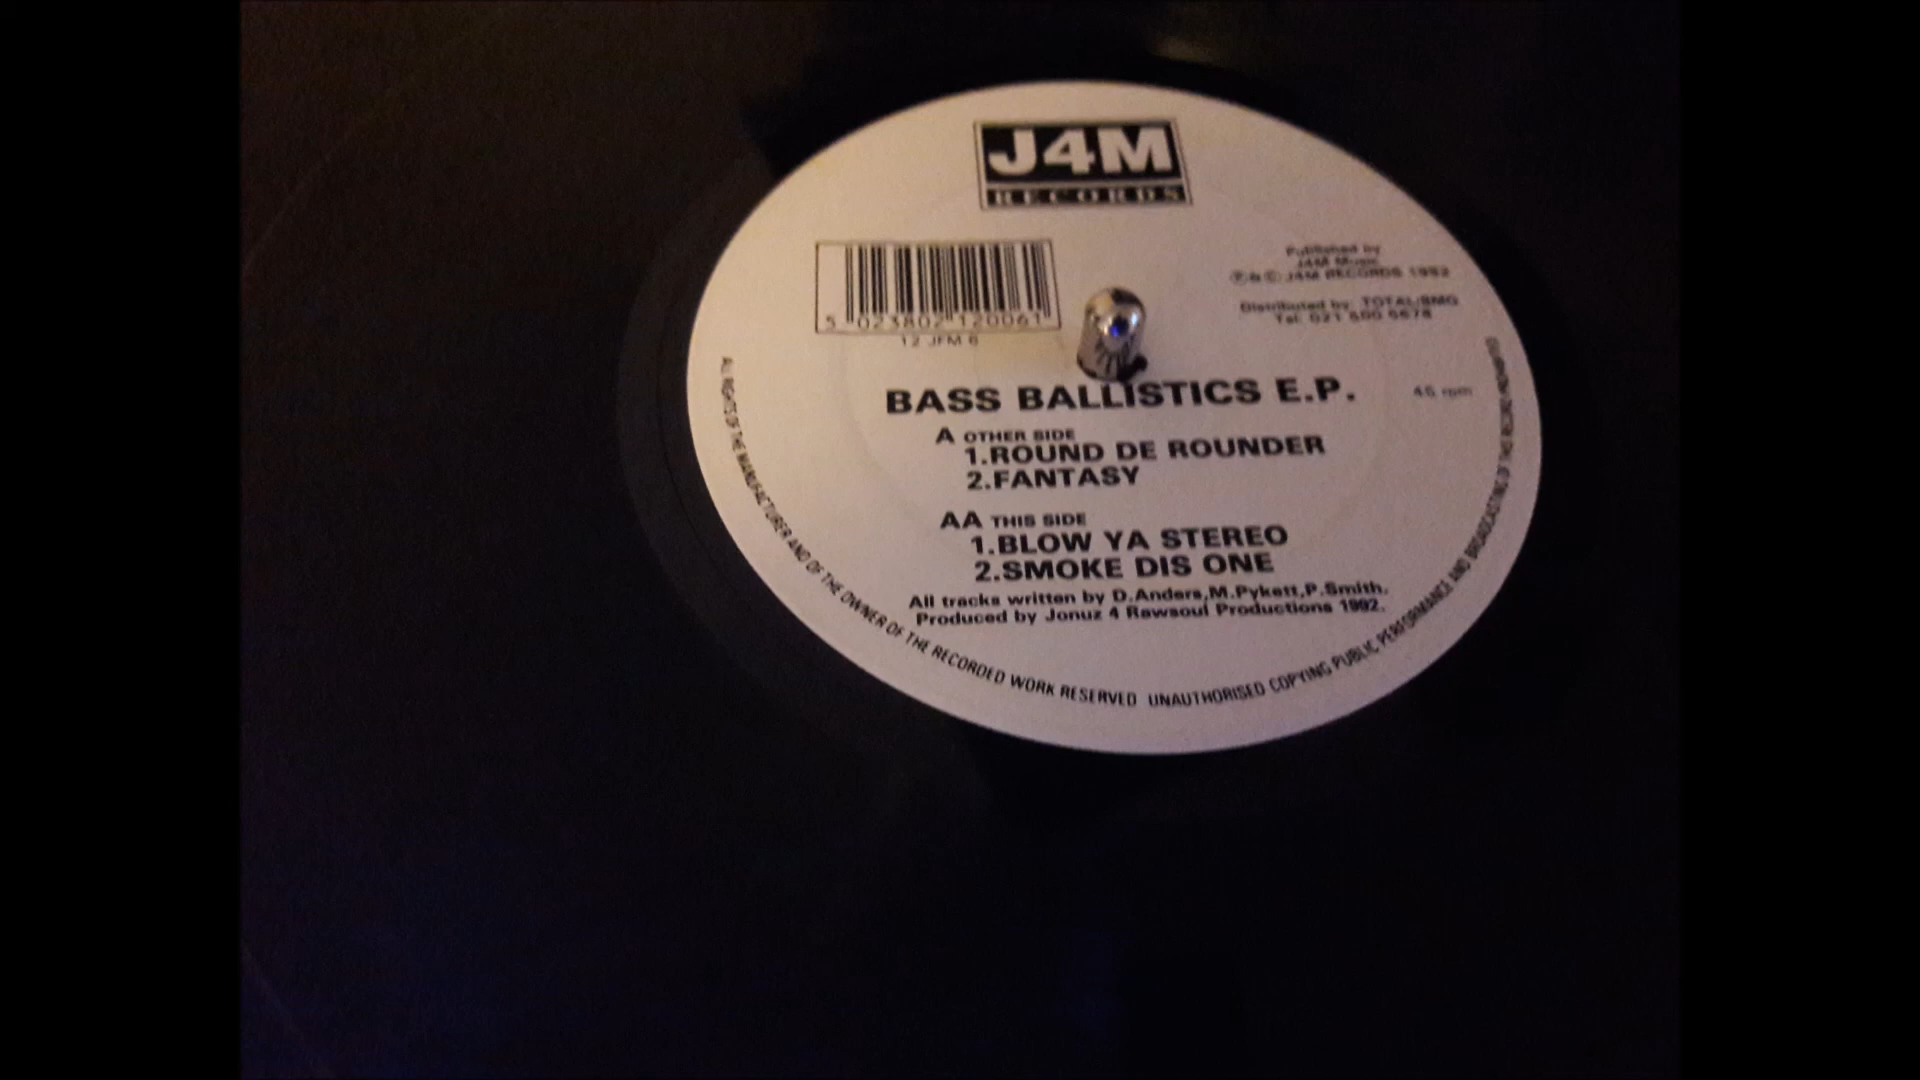 J4M
RECORDS
5 023802 120061
12 JFM 6
Published by
J4M Music
Ⓟ & © J4M RECORDS 1992
Distributed by: TOTAL/BMG
45 rpm
BASS BALLISTICS E.P.
A OTHER SIDE
1.ROUND DE ROUNDER
2.FANTASY
AA THIS SIDE
1.BLOW YA STEREO
2.SMOKE DIS ONE
All tracks written by D.Anders,M.Pykett,P.Smith.
Produced by Jonuz 4 Rawsoul Productions 1992.
ALL RIGHTS OF THE MANUFACTURER AND OF THE OWNER OF THE RECORDED WORK RESERVED UNAUTHORISED COPYING PUBLIC PERFORMANCE AND BROADCASTING OF THIS RECORD PROHIBITED